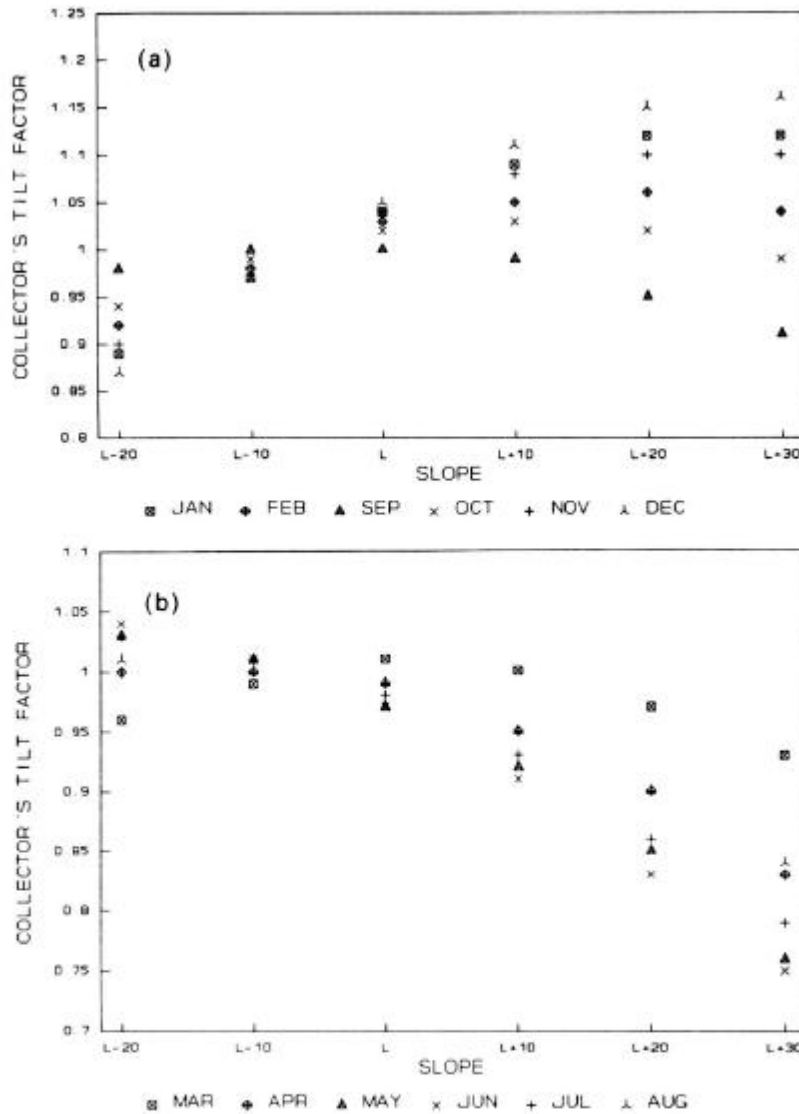 1.25
(a)
1.2
1.15
1.1
1.05
1
0.95
0.9
0.85
0.8
COLLECTOR'S TILT FACTOR
L-20 L-10 L L+10 L+20 L+30
SLOPE
JAN FEB SEP OCT NOV DEC
1.1
(b)
1.05
1
0.95
0.9
0.85
0.8
0.75
0.7
COLLECTOR'S TILT FACTOR
L-20 L-10 L L+10 L+20 L+30
SLOPE
MAR APR MAY JUN JUL AUG